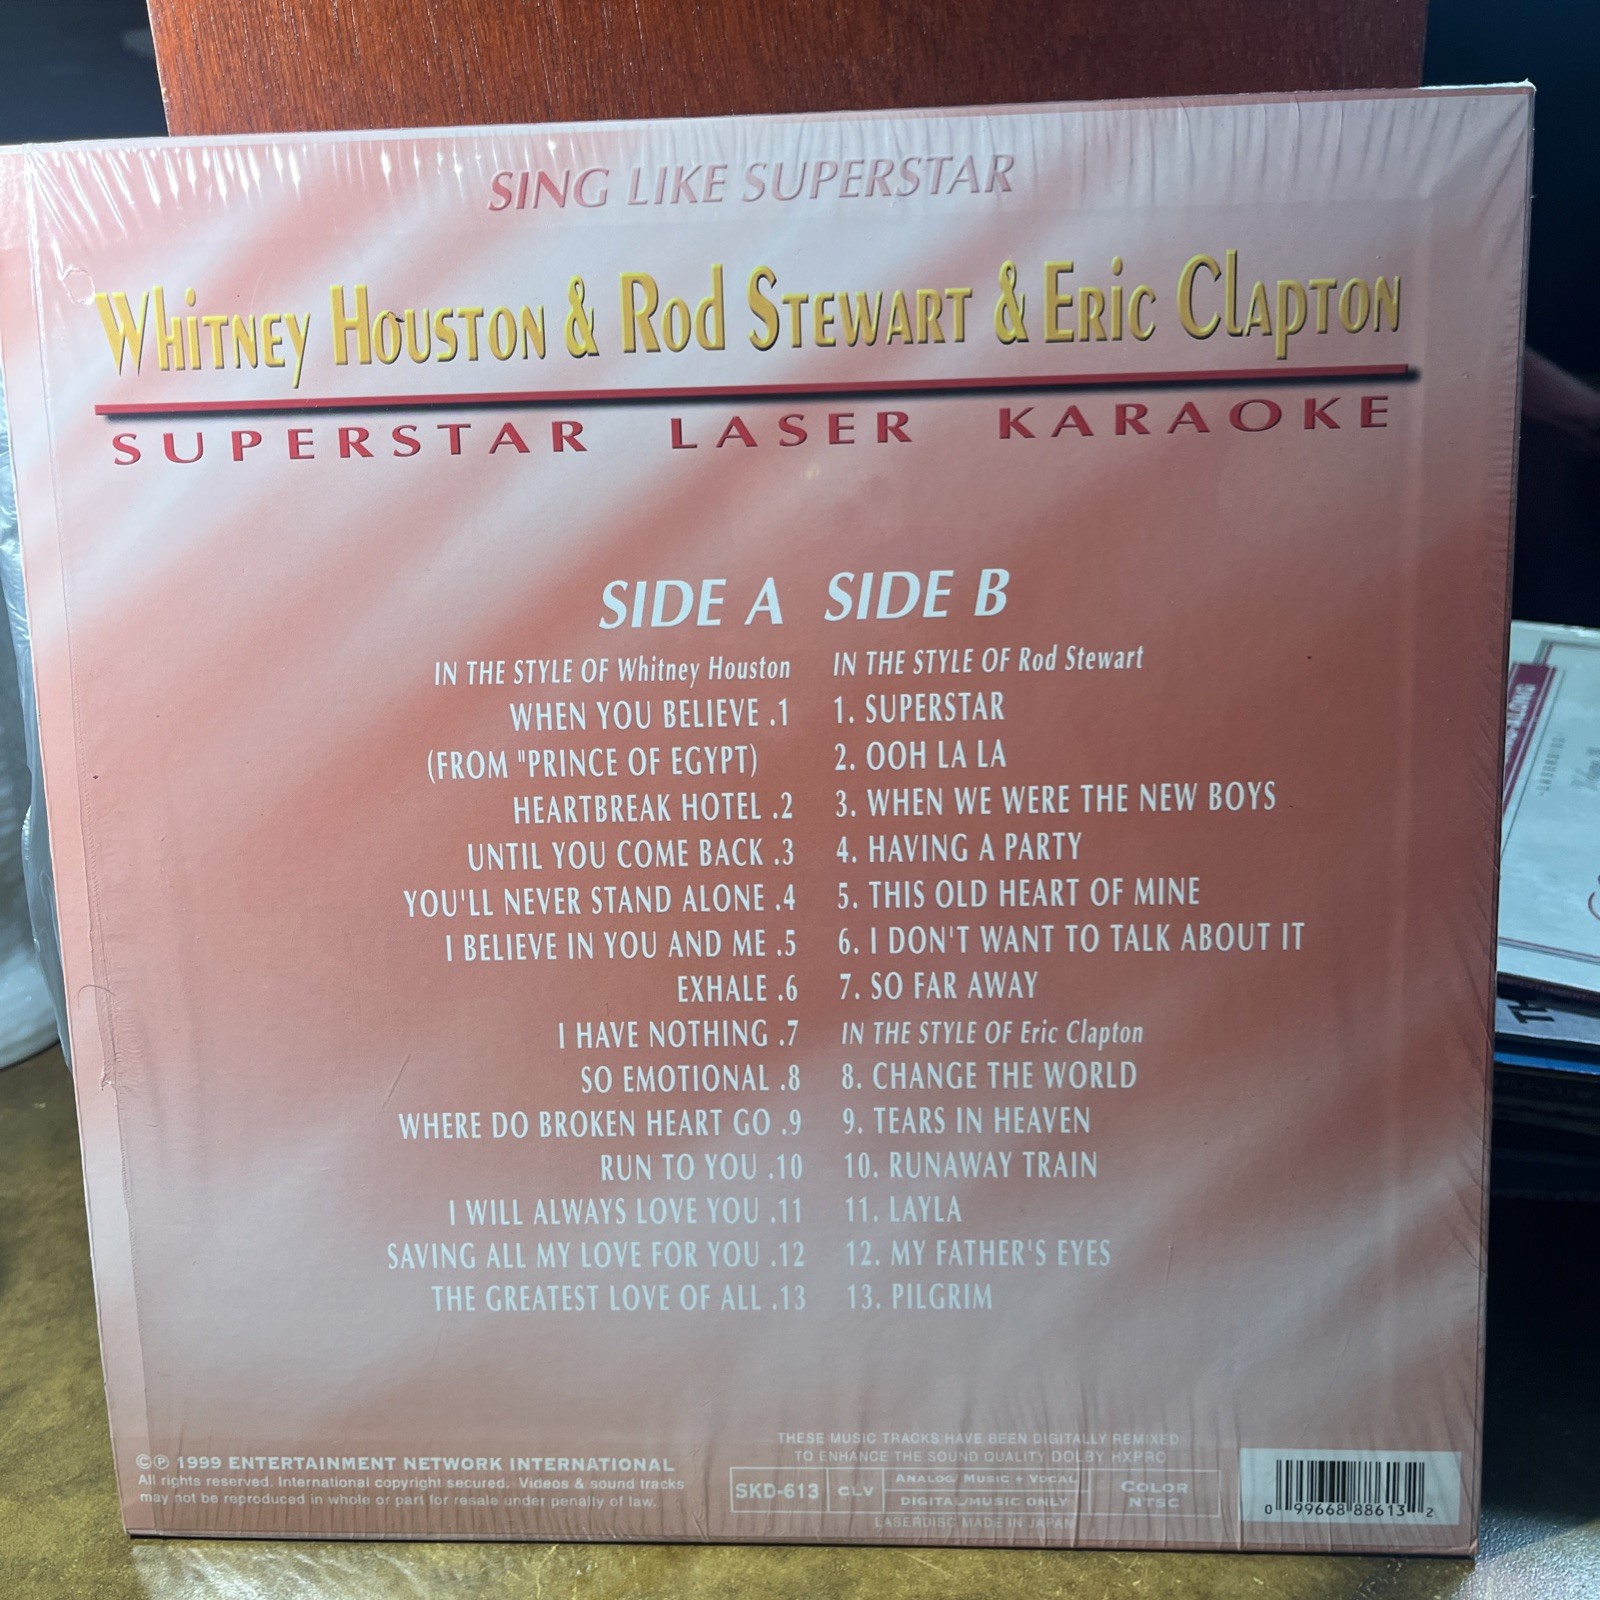 SING LIKE SUPERSTAR
WHITNEY HOUSTON & ROD STEWART & ERIC CLAPTON
SUPERSTAR LASER KARAOKE
SIDE A
IN THE STYLE OF Whitney Houston
WHEN YOU BELIEVE .1
(FROM "PRINCE OF EGYPT)
HEARTBREAK HOTEL .2
UNTIL YOU COME BACK .3
YOU'LL NEVER STAND ALONE .4
I BELIEVE IN YOU AND ME .5
EXHALE .6
I HAVE NOTHING .7
SO EMOTIONAL .8
WHERE DO BROKEN HEART GO .9
RUN TO YOU .10
I WILL ALWAYS LOVE YOU .11
SAVING ALL MY LOVE FOR YOU .12
THE GREATEST LOVE OF ALL .13
SIDE B
IN THE STYLE OF Rod Stewart
1. SUPERSTAR
2. OOH LA LA
3. WHEN WE WERE THE NEW BOYS
4. HAVING A PARTY
5. THIS OLD HEART OF MINE
6. I DON'T WANT TO TALK ABOUT IT
7. SO FAR AWAY
IN THE STYLE OF Eric Clapton
8. CHANGE THE WORLD
9. TEARS IN HEAVEN
10. RUNAWAY TRAIN
11. LAYLA
12. MY FATHER'S EYES
13. PILGRIM
©℗ 1999 ENTERTAINMENT NETWORK INTERNATIONAL
All rights reserved. International copyright secured. Videos & sound tracks
may not be reproduced in whole or part for resale under penalty of law.
THESE MUSIC TRACKS HAVE BEEN DIGITALLY REMIXED
TO ENHANCE THE SOUND QUALITY DOLBY HXPRO
SKD-613
CLV
ANALOG/MUSIC + VOCAL
DIGITAL/MUSIC ONLY
COLOR
NTSC
LASERDISC MADE IN JAPAN
0 99668 88613 2